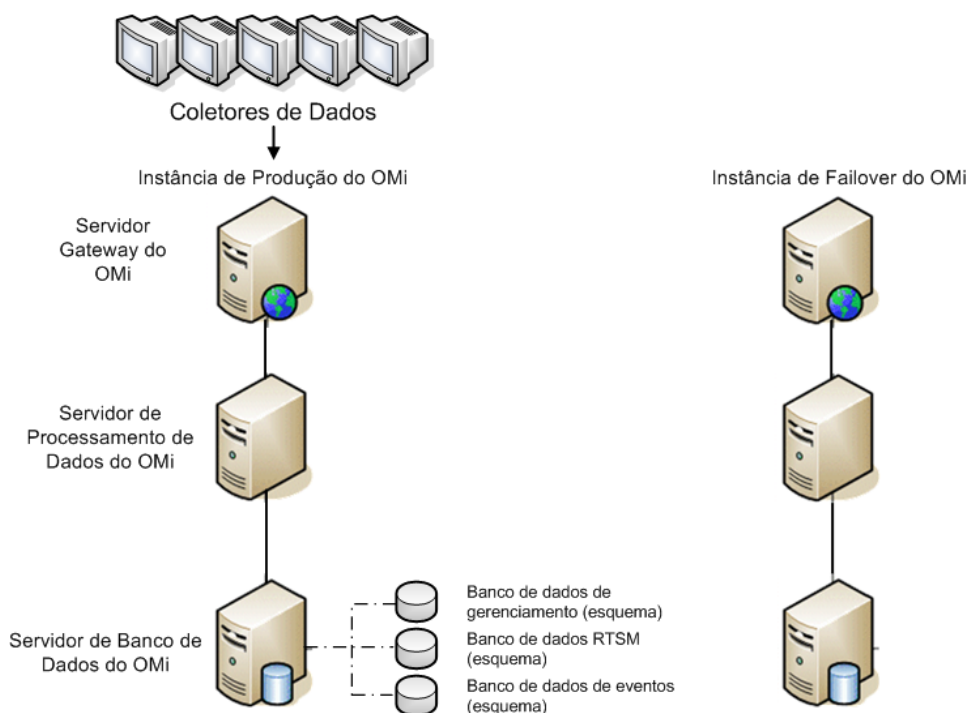 Coletores de Dados
Instância de Produção do OMi
Instância de Failover do OMi
Servidor
Gateway do
OMi
Servidor de
Processamento de
Dados do OMi
Servidor de Banco de
Dados do OMi
Banco de dados de
gerenciamento (esquema)
Banco de dados RTSM
(esquema)
Banco de dados de eventos
(esquema)